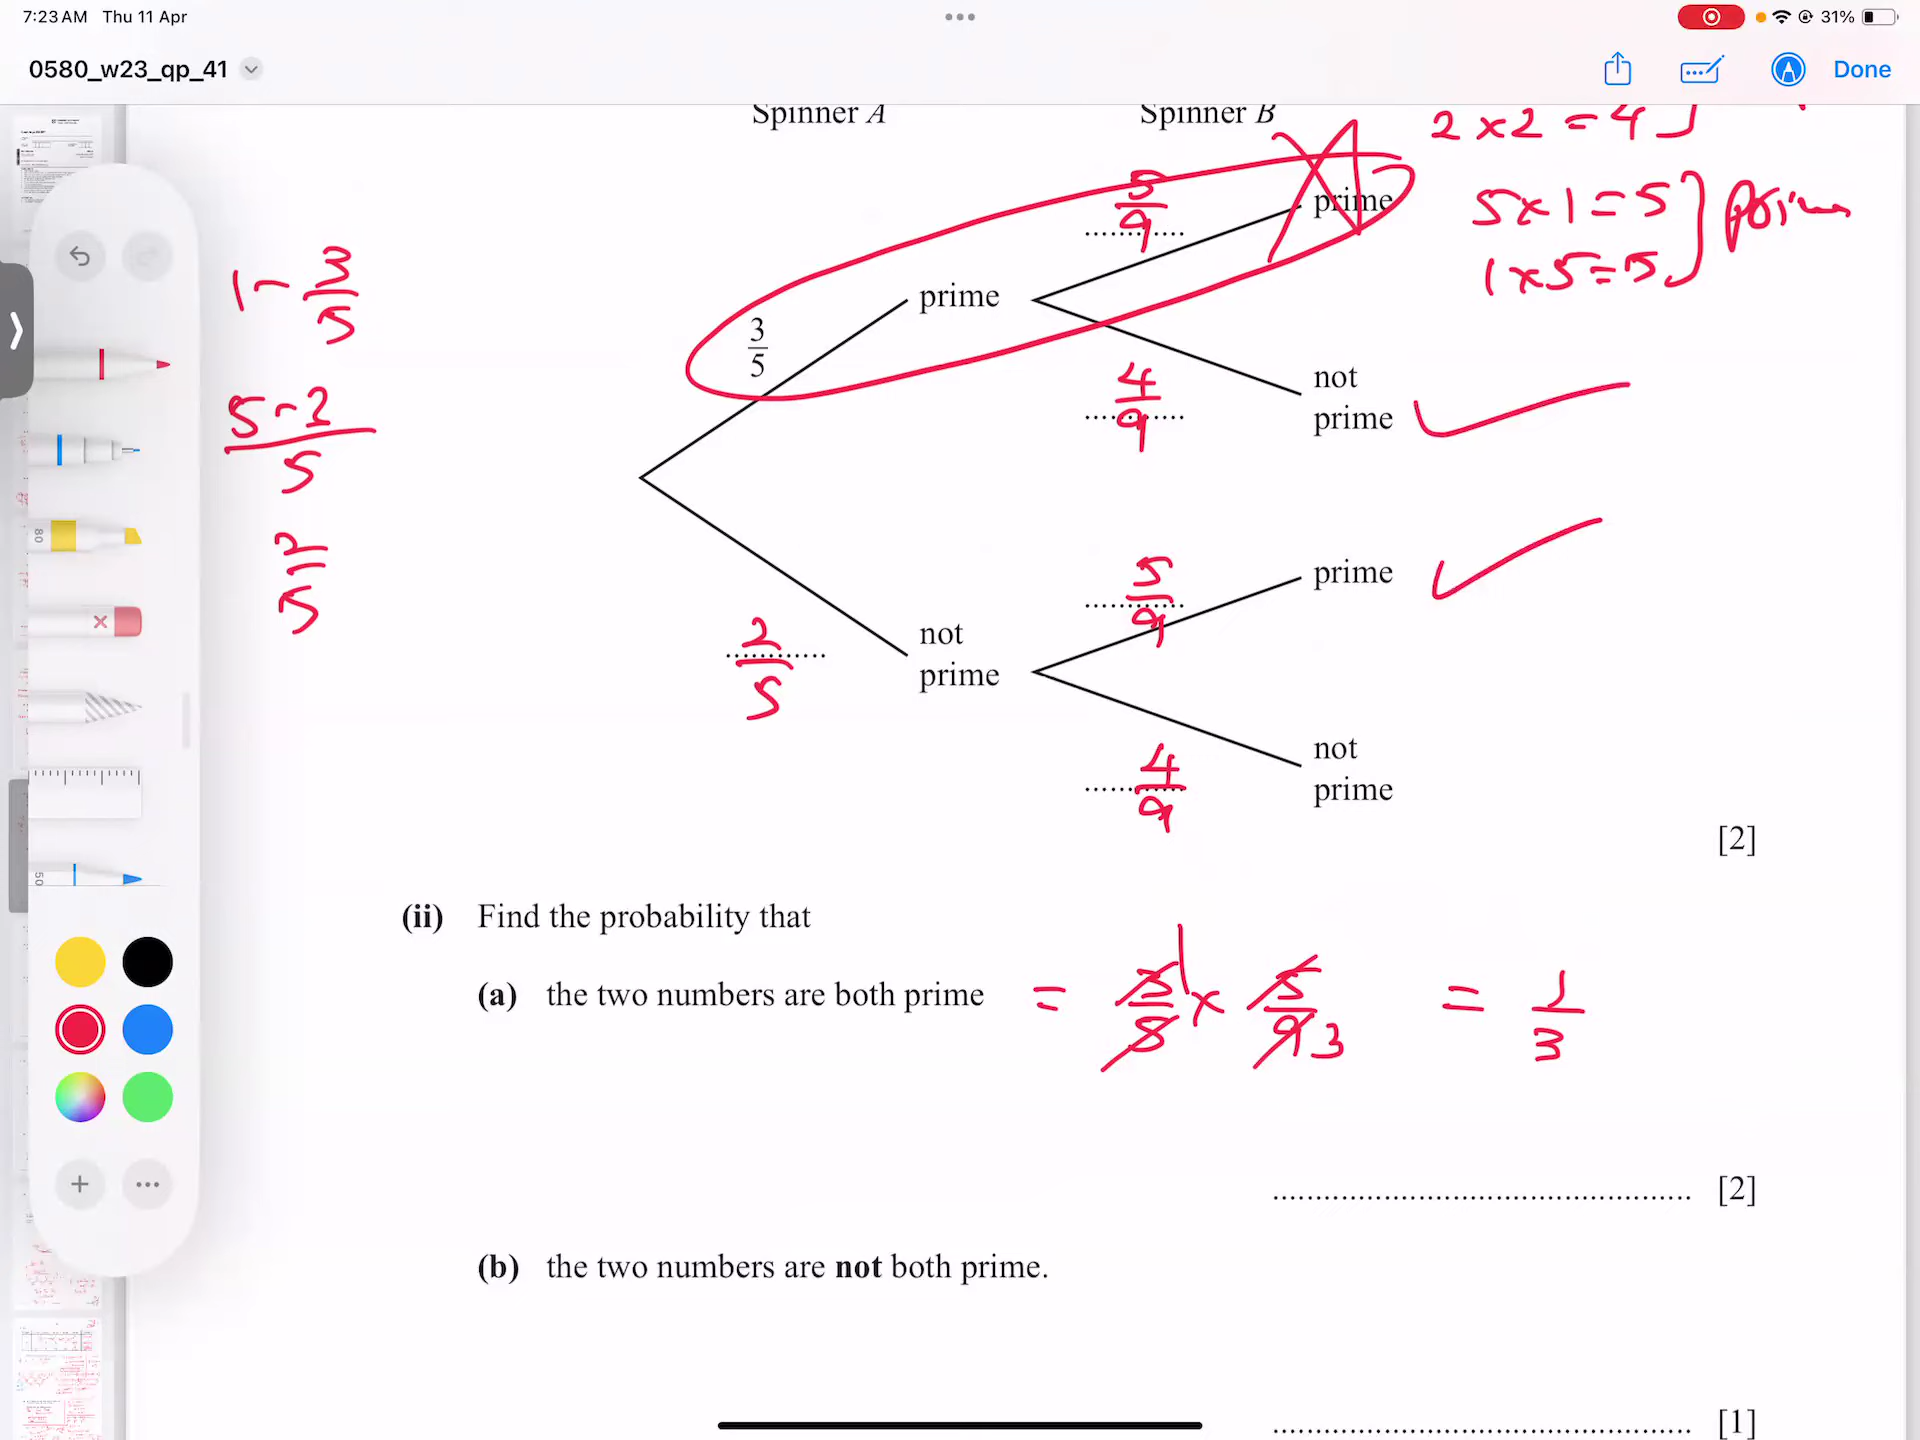 7:23 AM Thu 11 Apr
31%
0580_w23_qp_41
Done
Spinner A
Spinner B
2 × 2 = 4
5 × 1 = 5
1 × 5 = 5
prime
5/9
prime
1 - 3/5
prime
3/5
5 - 3/5
4/9
not
prime
2/5
5/9
prime
2/5
not
prime
4/9
not
prime
[2]
(ii) Find the probability that
(a) the two numbers are both prime = 3/5 × 5/9 3 = 1/3
1
[2]
(b) the two numbers are not both prime.
[1]
80
50